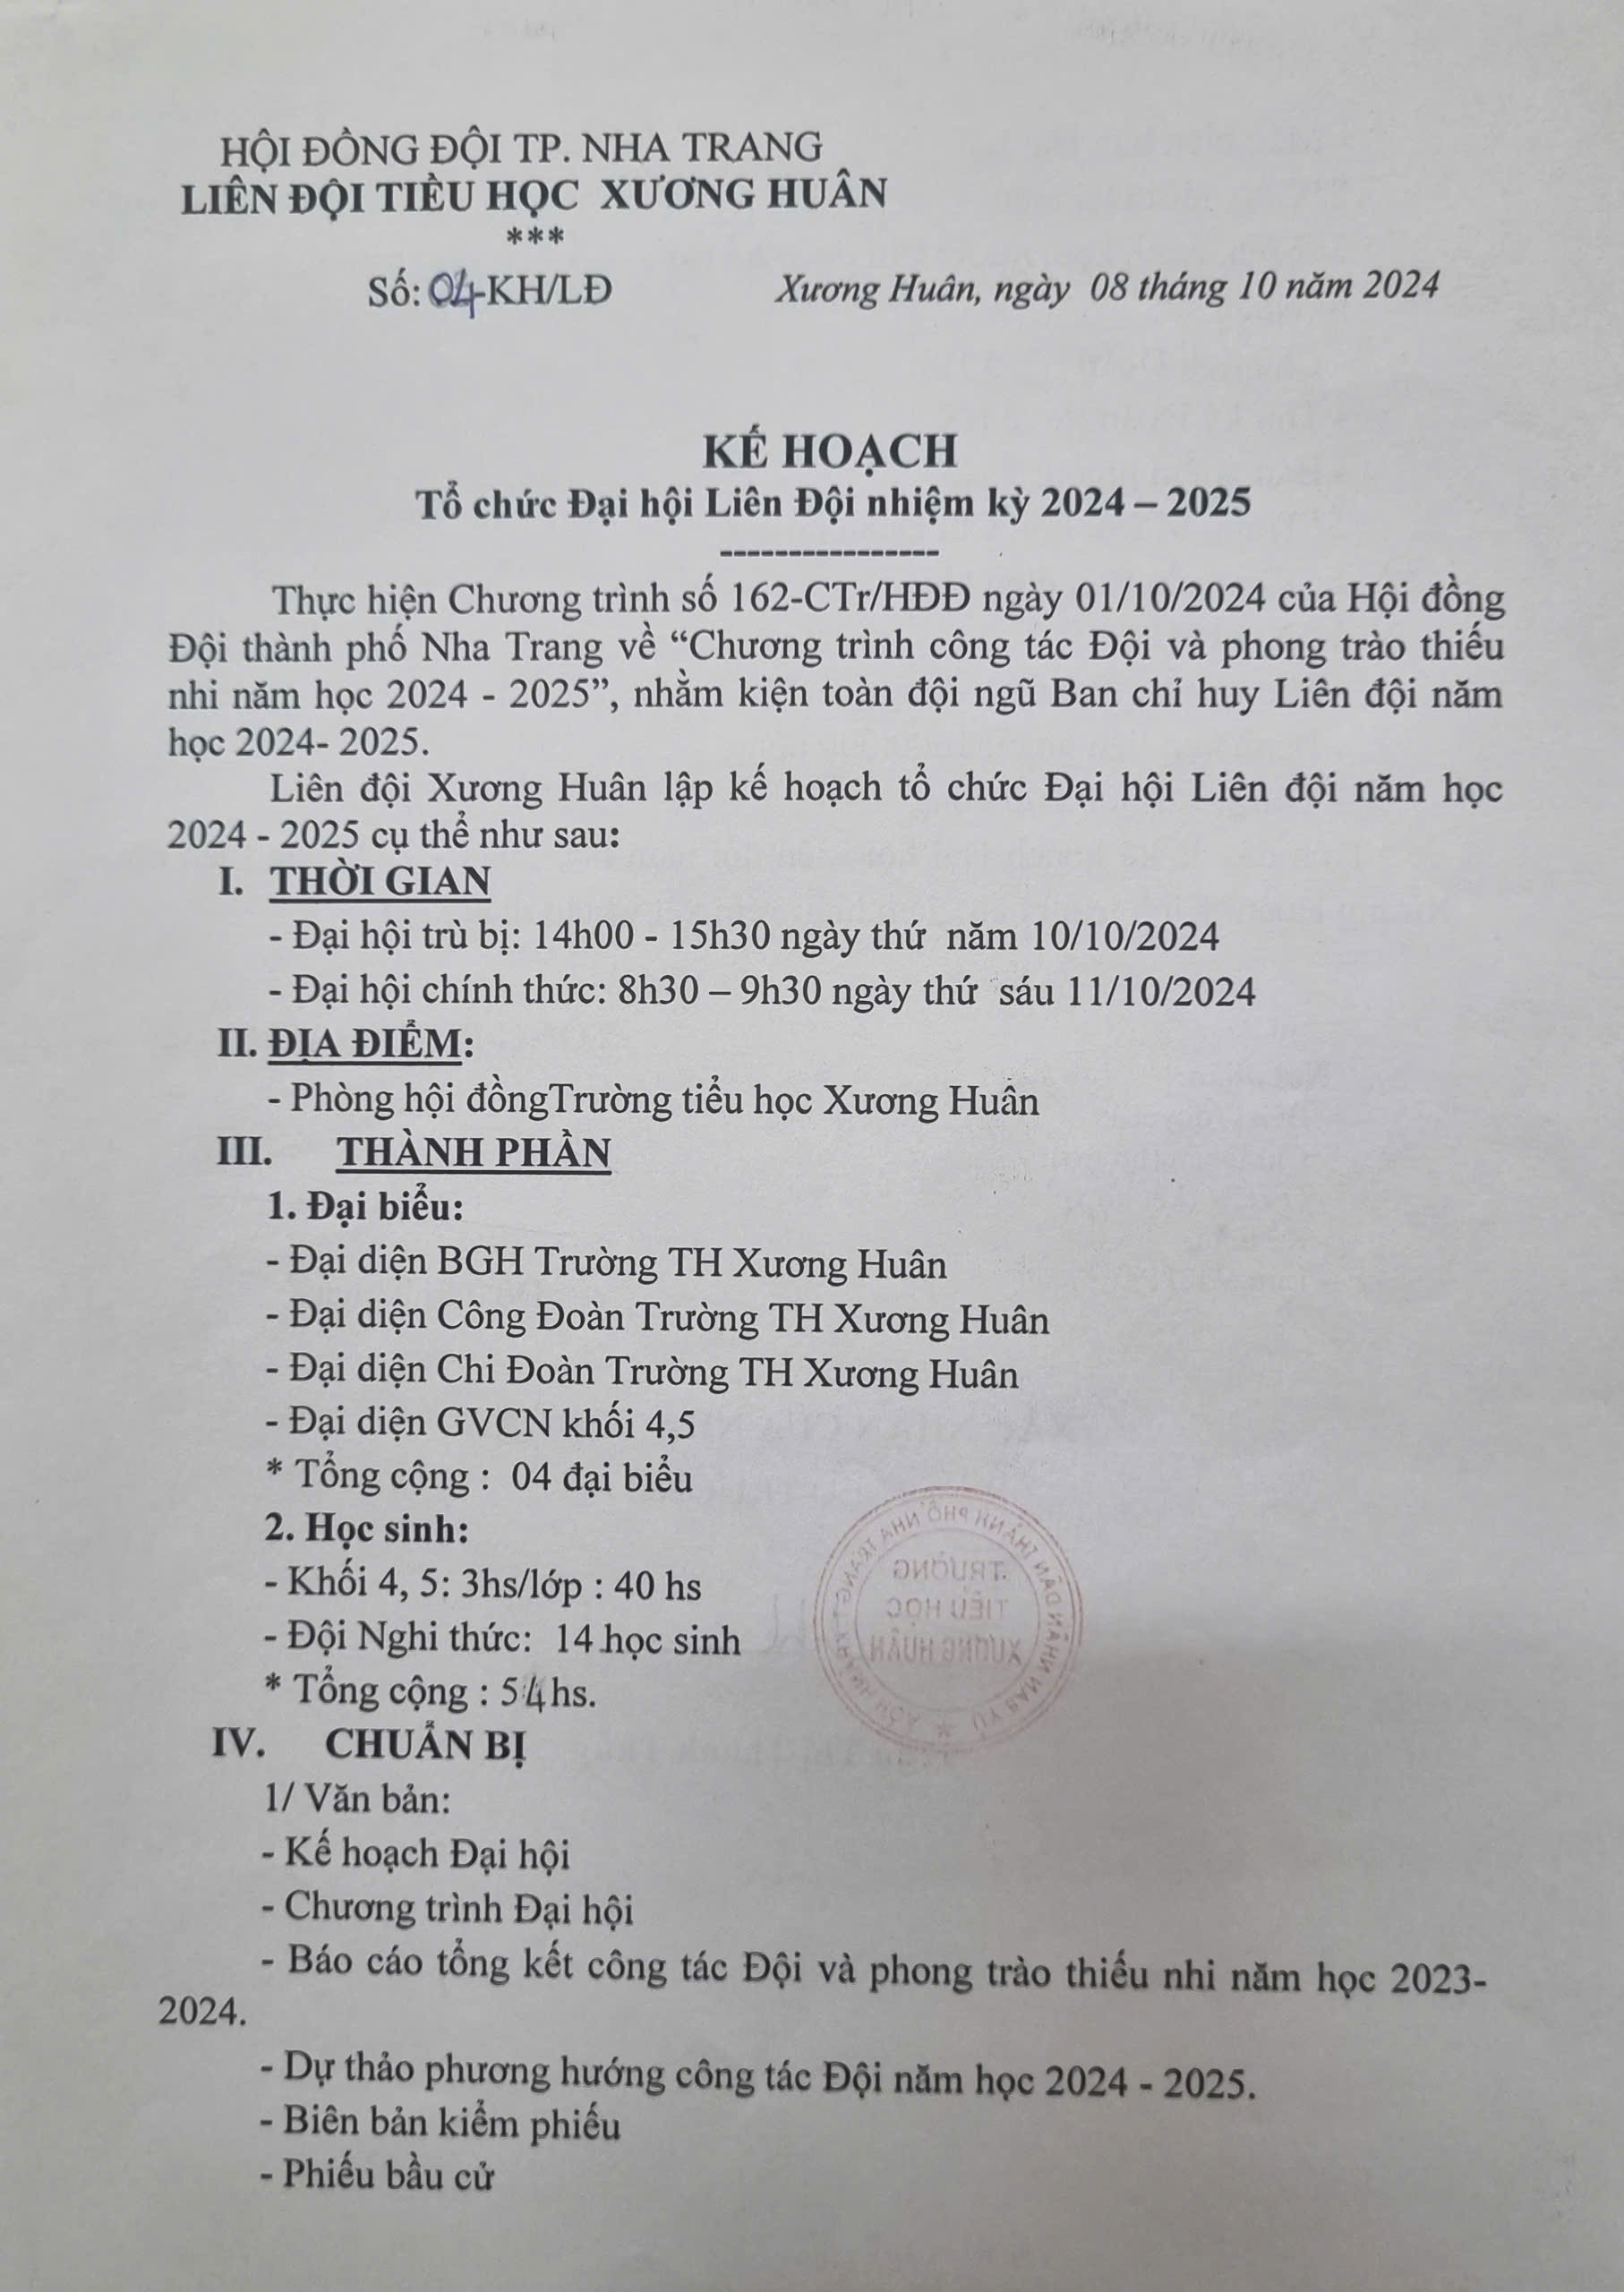 HỘI ĐỒNG ĐỘI TP. NHA TRANG
LIÊN ĐỘI TIỀU HỌC XƯƠNG HUÂN
***
Số: 04-KH/LĐ
Xương Huân, ngày 08 tháng 10 năm 2024
KẾ HOẠCH
Tổ chức Đại hội Liên Đội nhiệm kỳ 2024 – 2025
----------------
Thực hiện Chương trình số 162-CTr/HĐĐ ngày 01/10/2024 của Hội đồng
Đội thành phố Nha Trang về “Chương trình công tác Đội và phong trào thiếu
nhi năm học 2024 - 2025”, nhằm kiện toàn đội ngũ Ban chỉ huy Liên đội năm
học 2024- 2025.
Liên đội Xương Huân lập kế hoạch tổ chức Đại hội Liên đội năm học
2024 - 2025 cụ thể như sau:
I. THỜI GIAN
- Đại hội trù bị: 14h00 - 15h30 ngày thứ năm 10/10/2024
- Đại hội chính thức: 8h30 – 9h30 ngày thứ sáu 11/10/2024
II. ĐỊA ĐIỂM:
- Phòng hội đồngTrường tiểu học Xương Huân
III. THÀNH PHẦN
1. Đại biểu:
- Đại diện BGH Trường TH Xương Huân
- Đại diện Công Đoàn Trường TH Xương Huân
- Đại diện Chi Đoàn Trường TH Xương Huân
- Đại diện GVCN khối 4,5
* Tổng cộng : 04 đại biểu
2. Học sinh:
- Khối 4, 5: 3hs/lớp : 40 hs
- Đội Nghi thức: 14 học sinh
* Tổng cộng : 54hs.
TRƯỜNG
TIỂU HỌC
XƯƠNG HUÂN
IV. CHUẨN BỊ
1/ Văn bản:
- Kế hoạch Đại hội
- Chương trình Đại hội
- Báo cáo tổng kết công tác Đội và phong trào thiếu nhi năm học 2023-
2024.
- Dự thảo phương hướng công tác Đội năm học 2024 - 2025.
- Biên bản kiểm phiếu
- Phiếu bầu cử